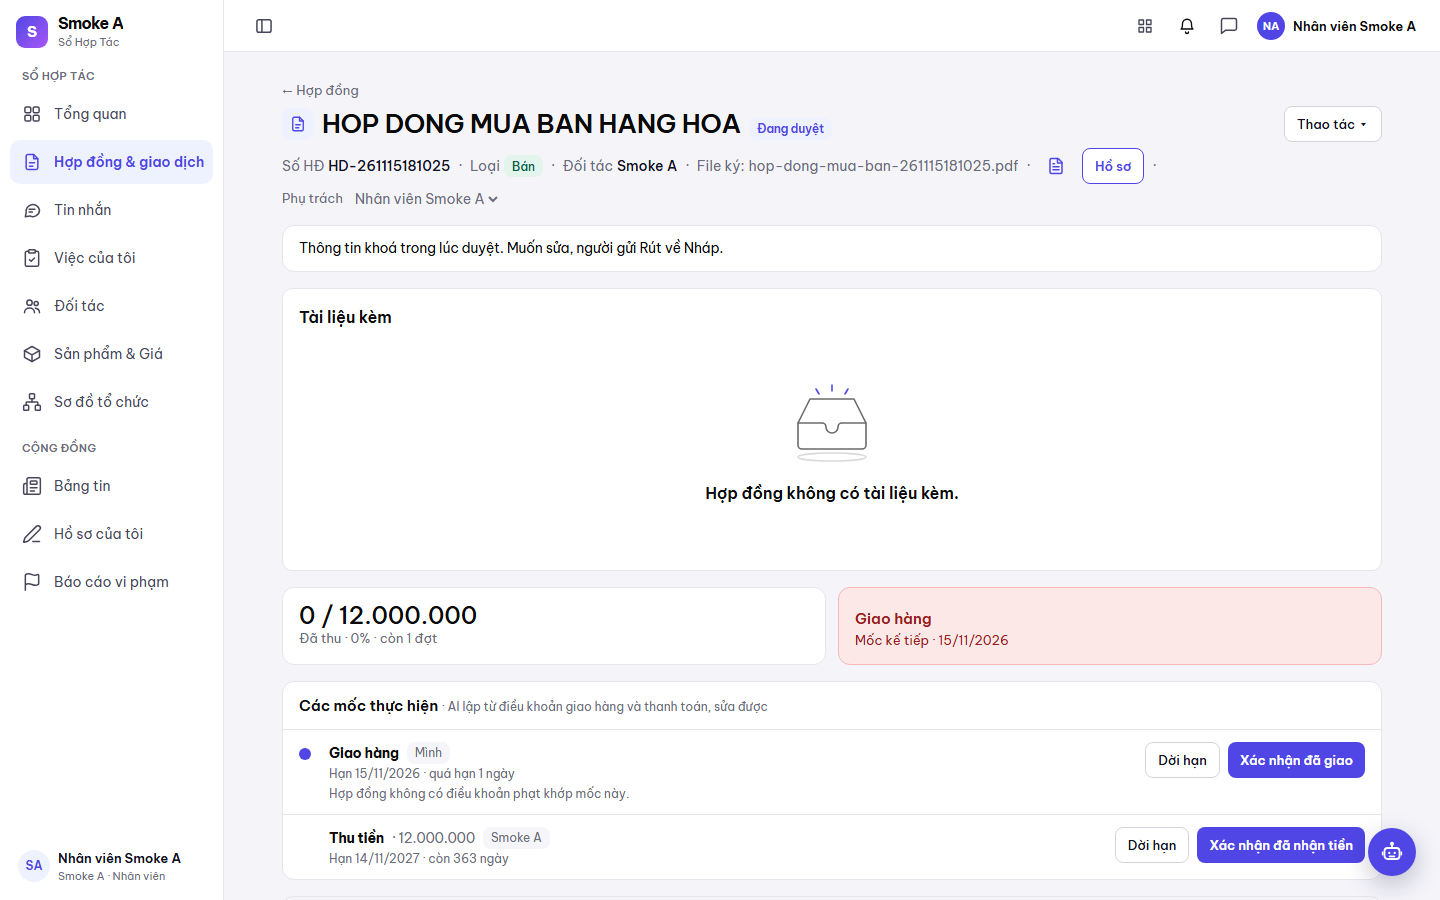 S
Smoke A
Sổ Hợp Tác
SỔ HỢP TÁC
Tổng quan
Hợp đồng & giao dịch
Tin nhắn
Việc của tôi
Đối tác
Sản phẩm & Giá
Sơ đồ tổ chức
CỘNG ĐỒNG
Bảng tin
Hồ sơ của tôi
Báo cáo vi phạm
SA
Nhân viên Smoke A
Smoke A · Nhân viên
NA Nhân viên Smoke A
← Hợp đồng
HOP DONG MUA BAN HANG HOA Đang duyệt
Thao tác
Số HĐ HD-261115181025 · Loại Bán · Đối tác Smoke A · File ký: hop-dong-mua-ban-261115181025.pdf · Hồ sơ ·
Phụ trách Nhân viên Smoke A
Thông tin khoá trong lúc duyệt. Muốn sửa, người gửi Rút về Nháp.
Tài liệu kèm
Hợp đồng không có tài liệu kèm.
0 / 12.000.000
Đã thu · 0% · còn 1 đợt
Giao hàng
Mốc kế tiếp · 15/11/2026
Các mốc thực hiện · AI lập từ điều khoản giao hàng và thanh toán, sửa được
Giao hàng Mình
Hạn 15/11/2026 · quá hạn 1 ngày
Hợp đồng không có điều khoản phạt khớp mốc này.
Dời hạn
Xác nhận đã giao
Thu tiền · 12.000.000 Smoke A
Hạn 14/11/2027 · còn 363 ngày
Dời hạn
Xác nhận đã nhận tiền